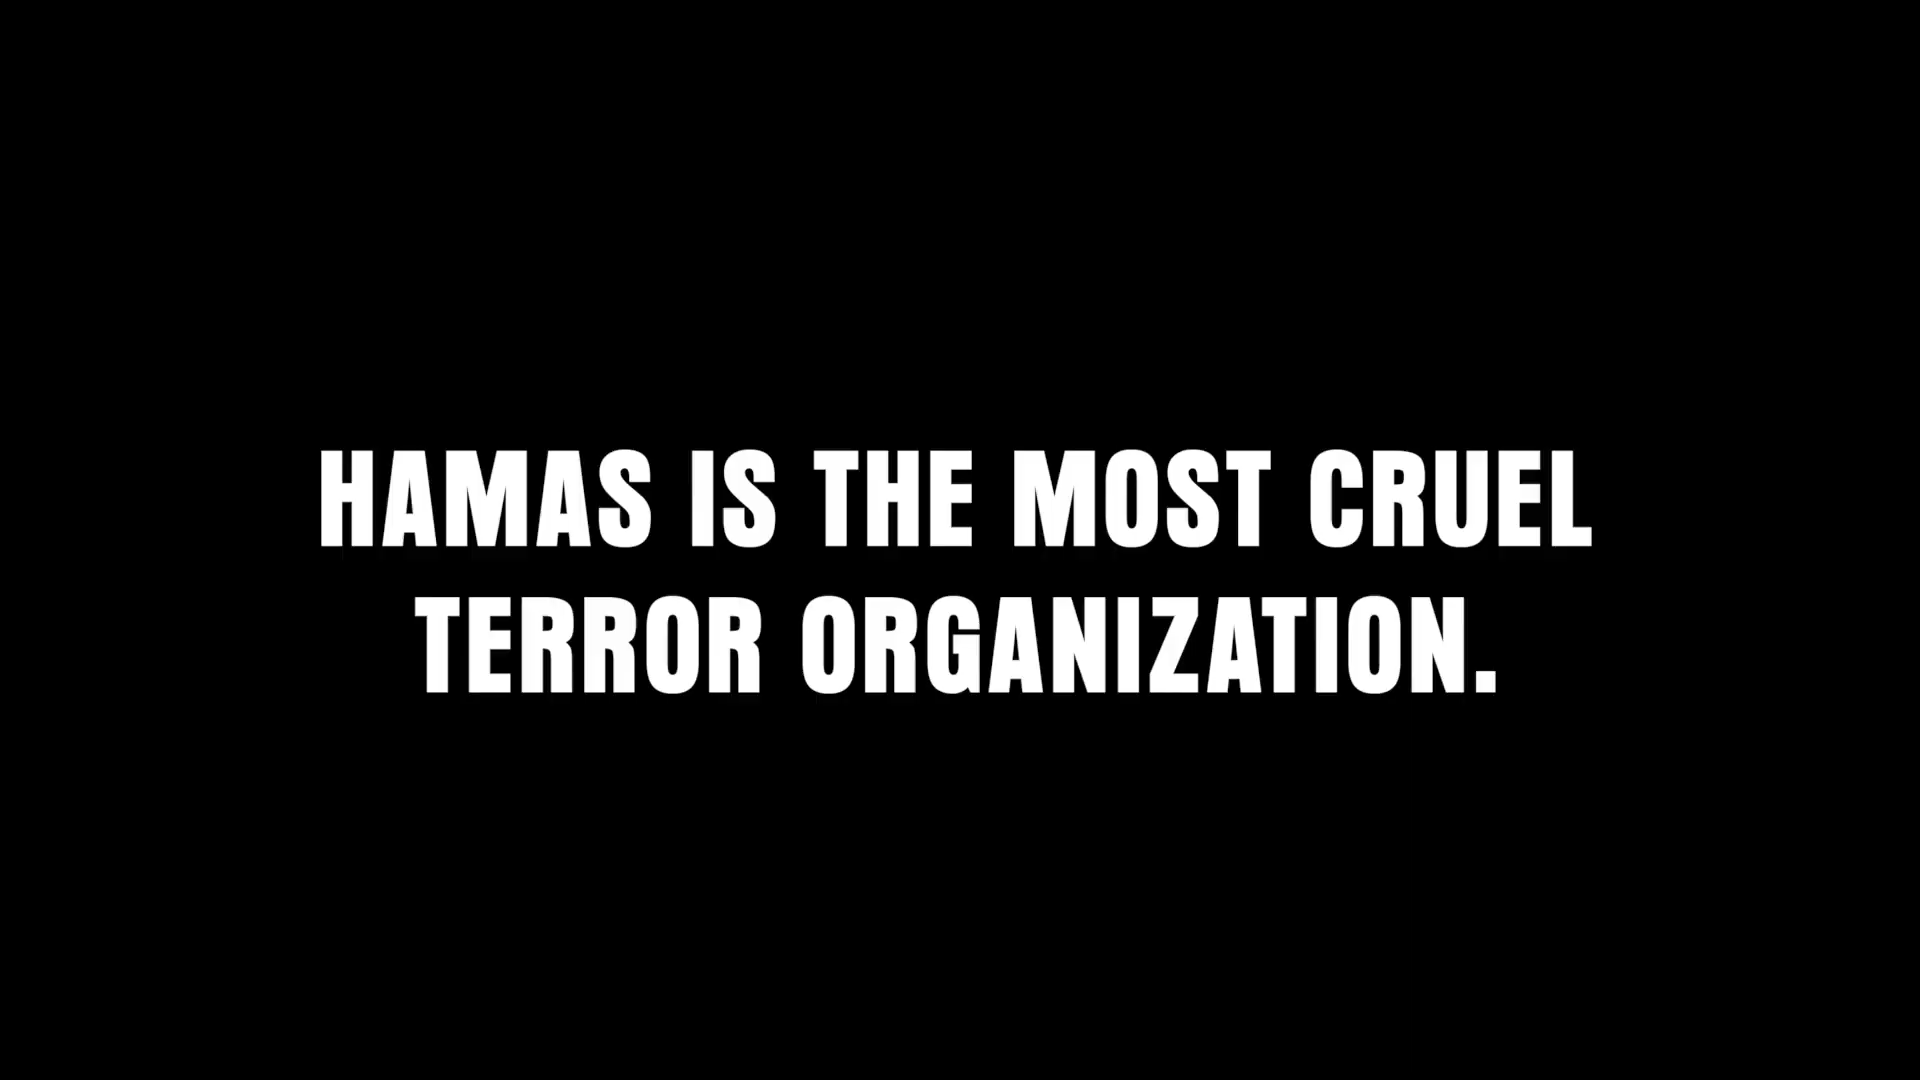 HAMAS IS THE MOST CRUEL
TERROR ORGANIZATION.